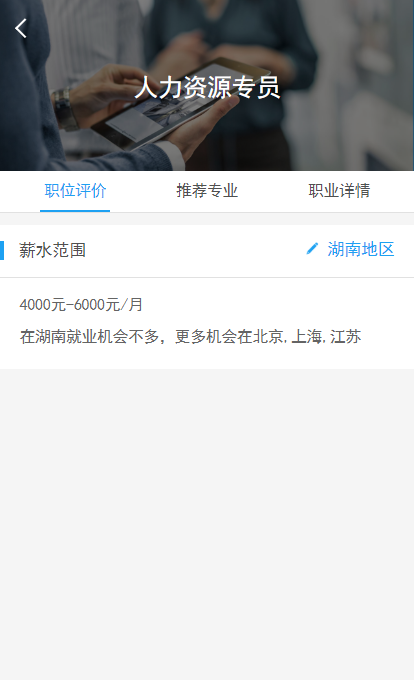 人力资源专员
职位评价 推荐专业 职业详情
薪水范围 湖南地区
4000元-6000元/月
在湖南就业机会不多，更多机会在北京,上海,江苏